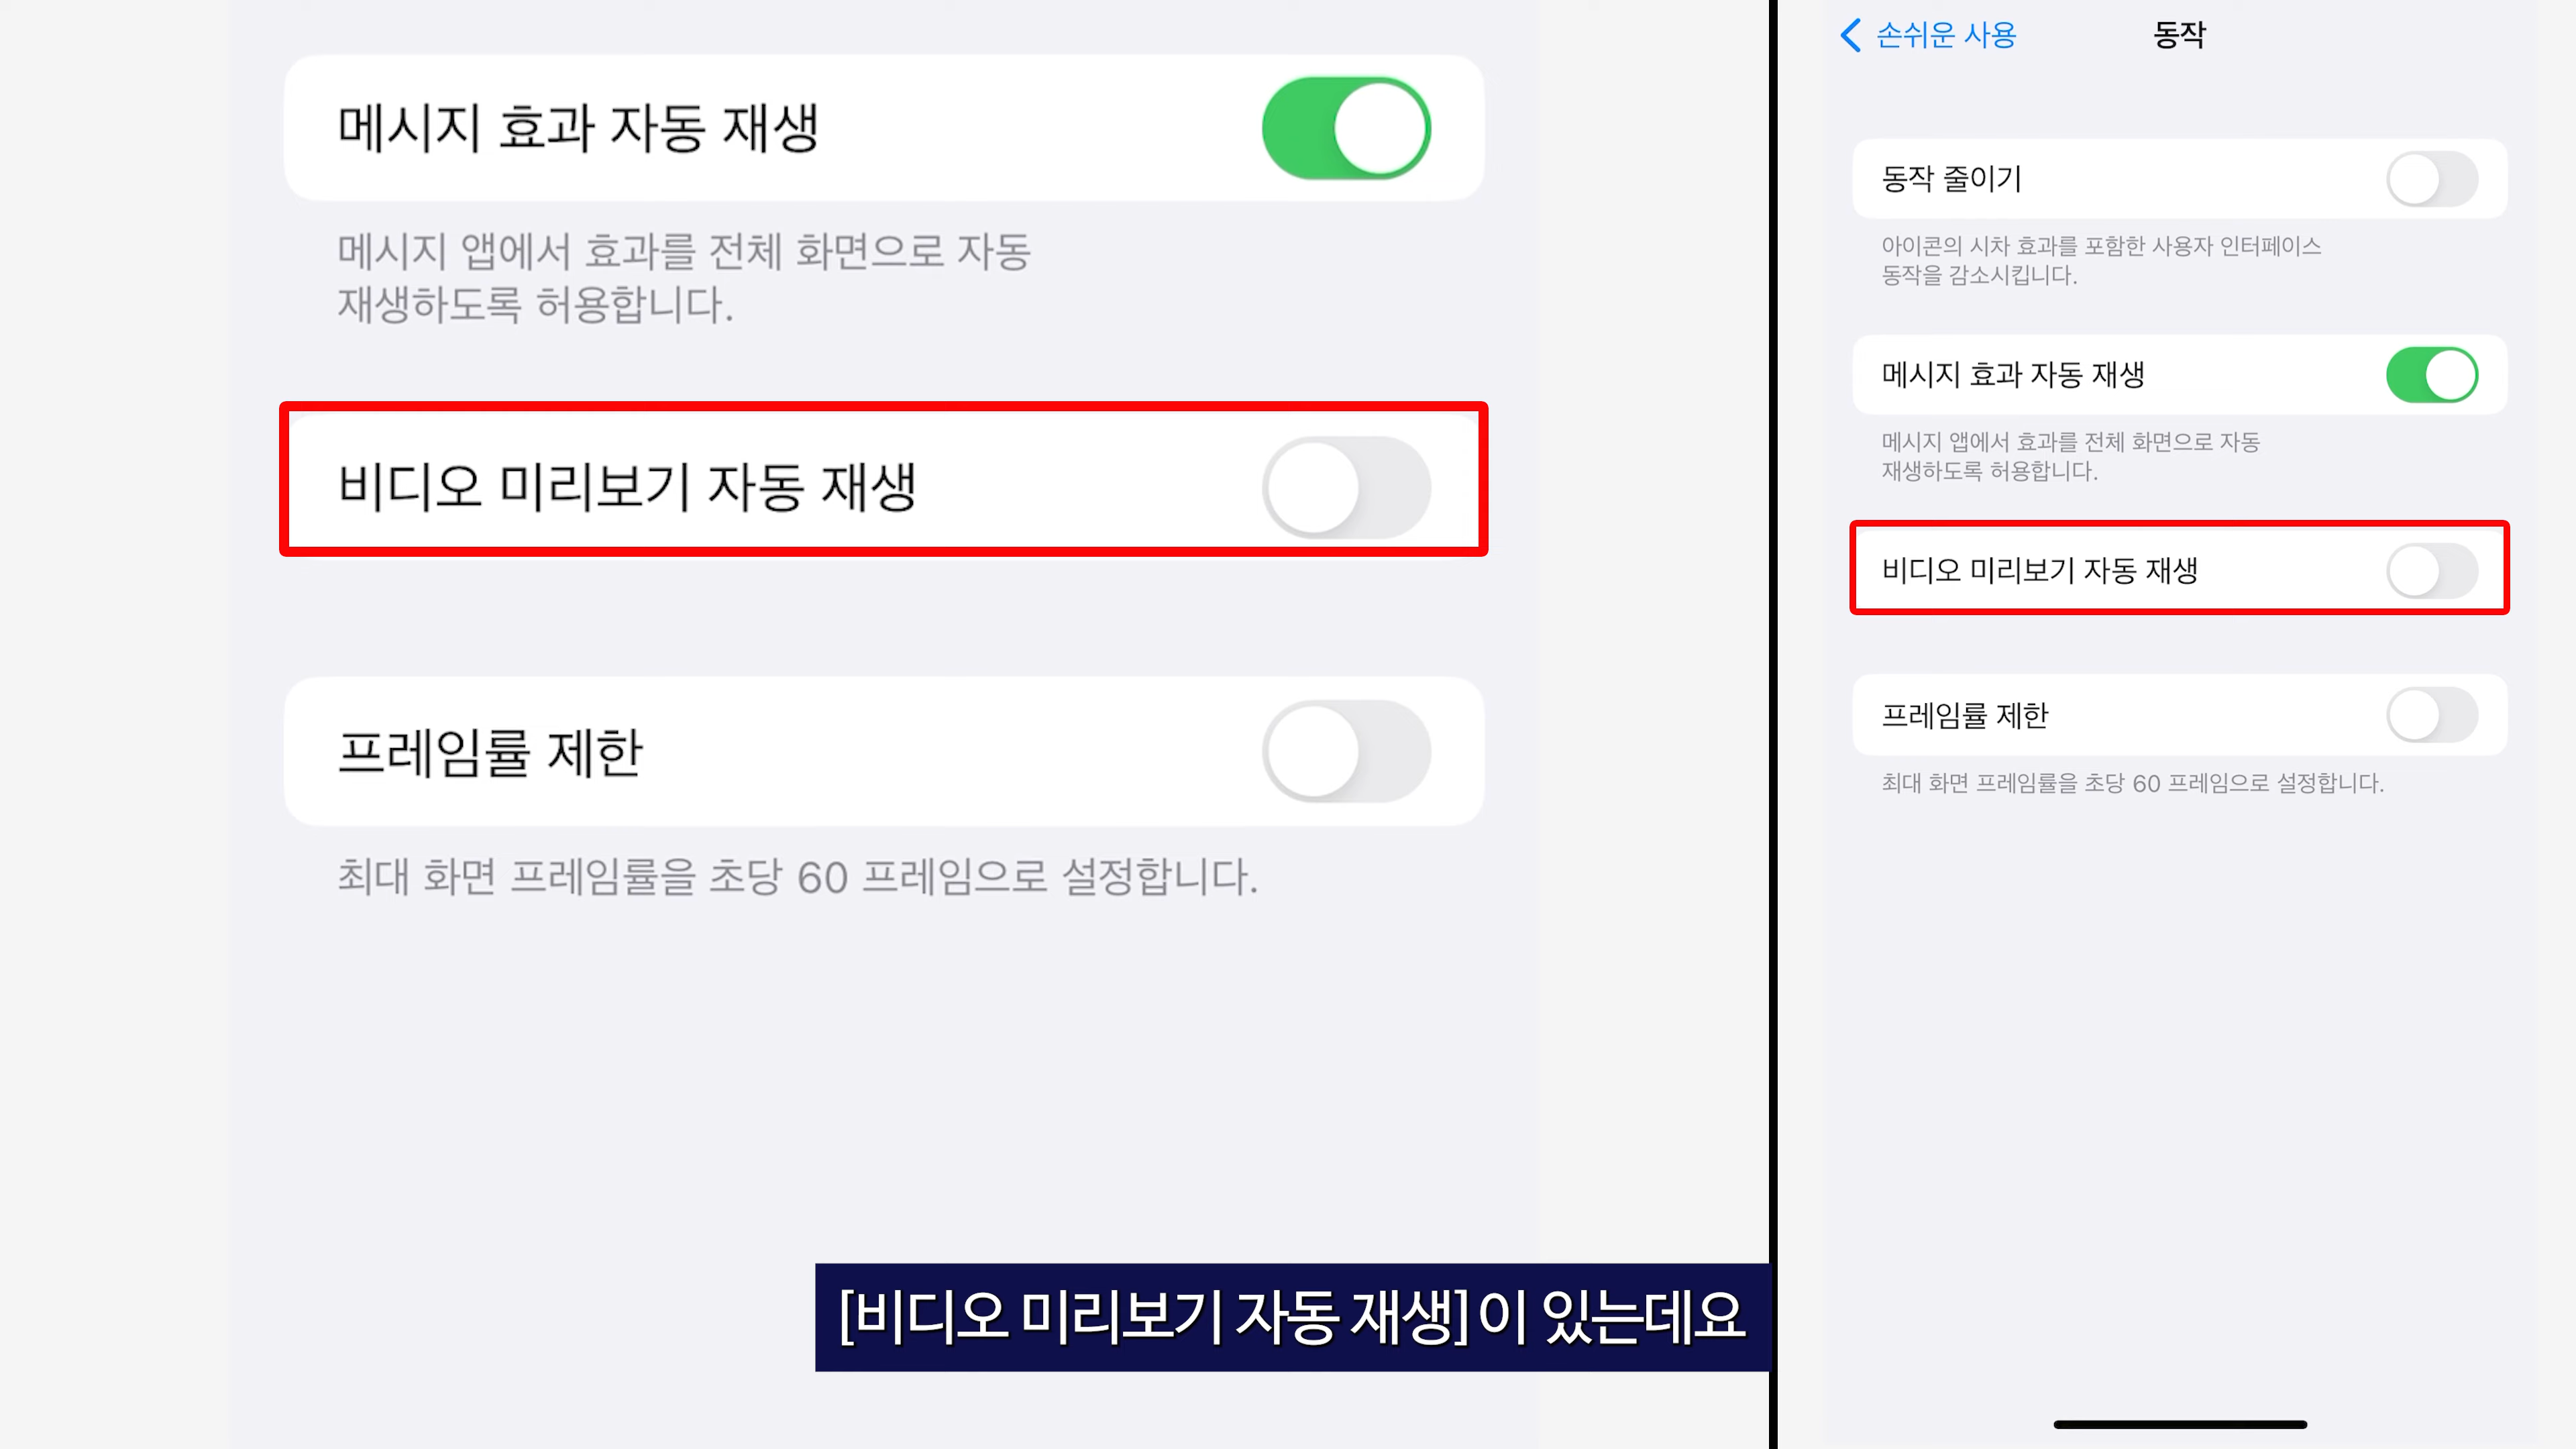 메시지 효과 자동 재생
메시지 앱에서 효과를 전체 화면으로 자동
재생하도록 허용합니다.
비디오 미리보기 자동 재생
프레임률 제한
최대 화면 프레임률을 초당 60 프레임으로 설정합니다.
[비디오 미리보기 자동 재생]이 있는데요
손쉬운 사용
동작
동작 줄이기
아이콘의 시차 효과를 포함한 사용자 인터페이스
동작을 감소시킵니다.
메시지 효과 자동 재생
메시지 앱에서 효과를 전체 화면으로 자동
재생하도록 허용합니다.
비디오 미리보기 자동 재생
프레임률 제한
최대 화면 프레임률을 초당 60 프레임으로 설정합니다.